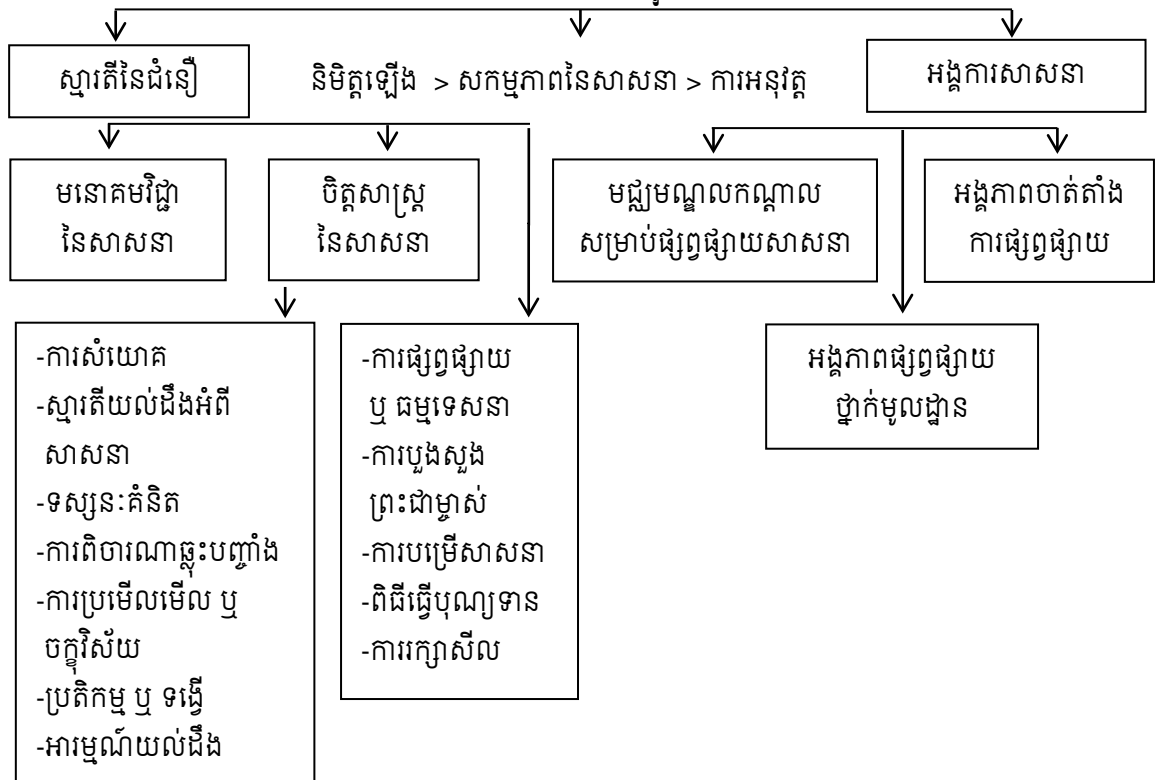 ស្មារតីនៃជំនឿ
និមិត្តឡើង > សកម្មភាពនៃសាសនា > ការអនុវត្ត
អង្គការសាសនា
មនោគមវិជ្ជា
នៃសាសនា
ចិត្តសាស្ត្រ
នៃសាសនា
មជ្ឈមណ្ឌលកណ្តាល
សម្រាប់ផ្សព្វផ្សាយសាសនា
អង្គភាពចាត់តាំង
ការផ្សព្វផ្សាយ
-ការសំយោគ
-ស្មារតីយល់ដឹងអំពី
សាសនា
-ទស្សនៈគំនិត
-ការពិចារណាឆ្លុះបញ្ចាំង
-ការប្រមើលមើល ឬ
ចក្ខុវិស័យ
-ប្រតិកម្ម ឬ ទង្វើ
-អារម្មណ៍យល់ដឹង
-ការផ្សព្វផ្សាយ
ឬ ធម្មទេសនា
-ការបួងសួង
ព្រះជាម្ចាស់
-ការបម្រើសាសនា
-ពិធីធ្វើបុណ្យទាន
-ការរក្សាសីល
អង្គភាពផ្សព្វផ្សាយ
ថ្នាក់មូលដ្ឋាន